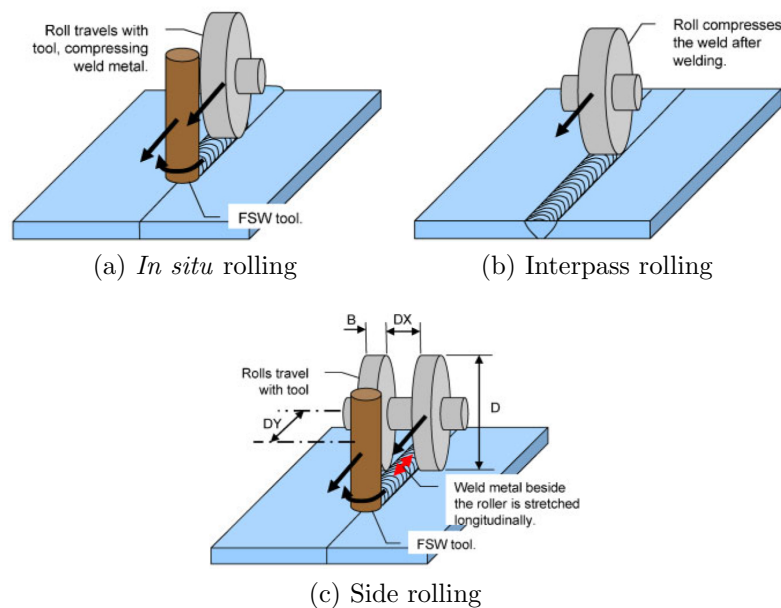 Roll travels with
tool, compressing
weld metal.
FSW tool.
(a) In situ rolling
Roll compresses
the weld after
welding.
(b) Interpass rolling
B
DX
Rolls travel
with tool
D
DY
Weld metal beside
the roller is stretched
longitudinally.
FSW tool.
(c) Side rolling